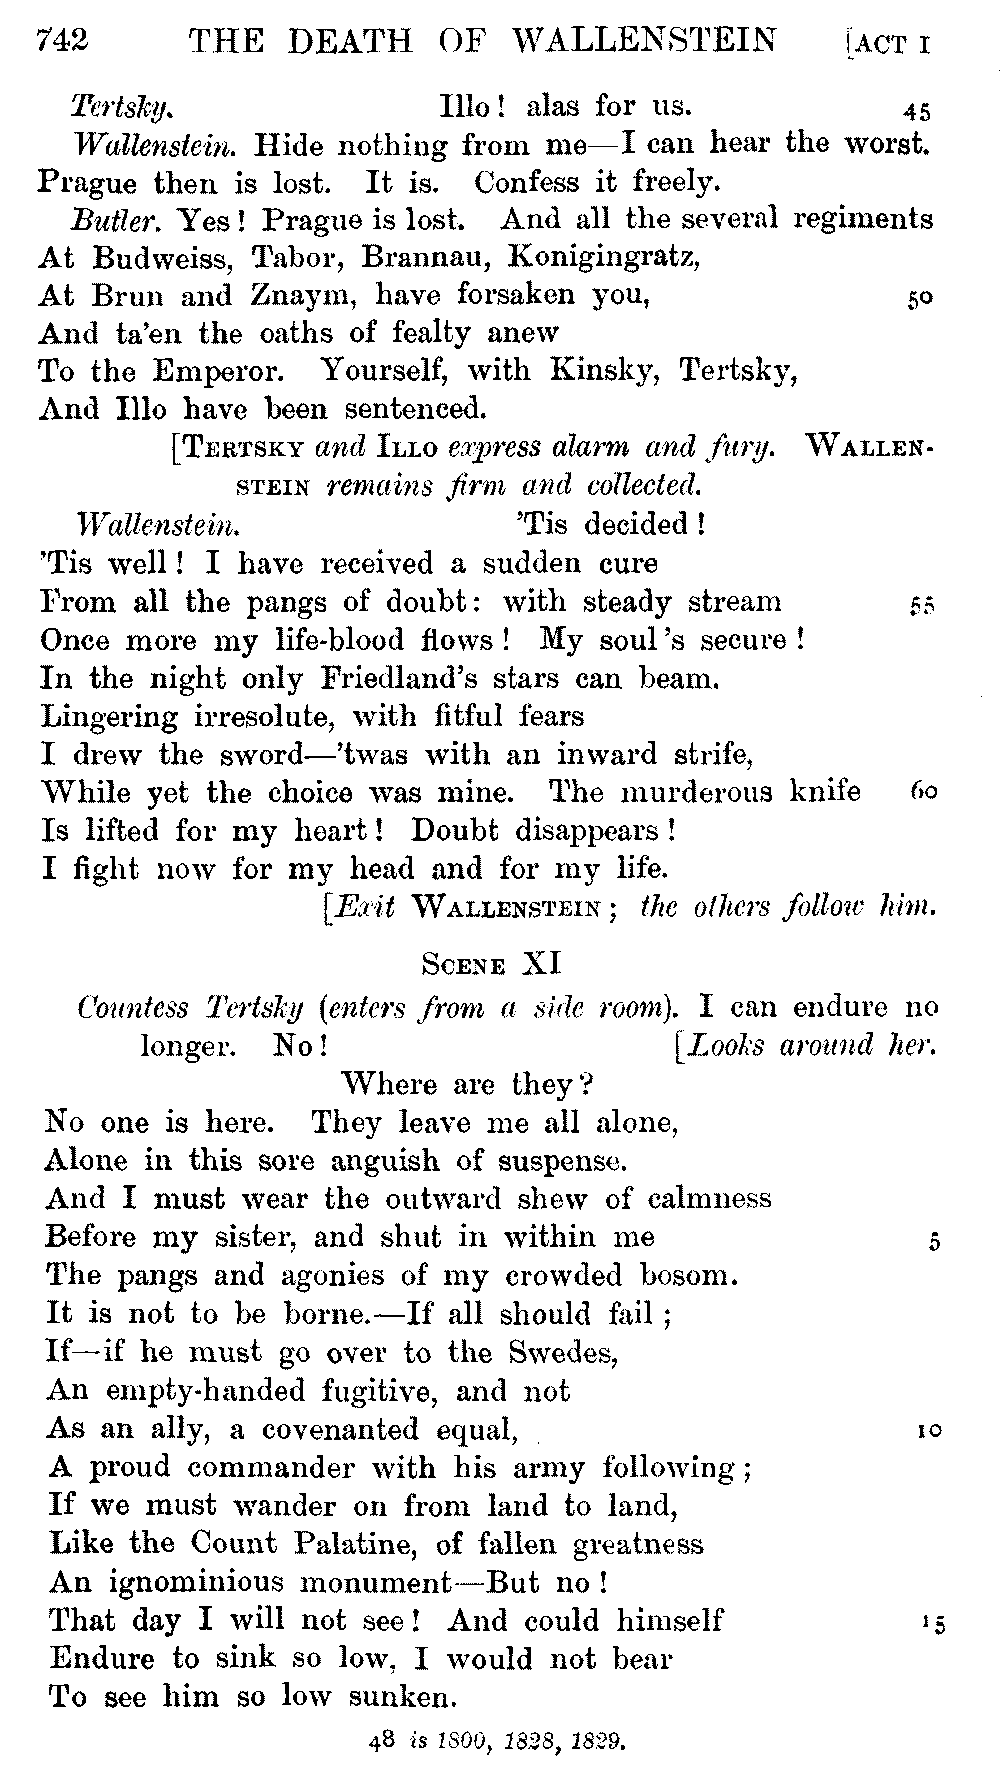 742 THE DEATH OF WALLENSTEIN [ACT I
Tertsky. Illo! alas for us. 45
Wallenstein. Hide nothing from me—I can hear the worst.
Prague then is lost. It is. Confess it freely.
Butler. Yes! Prague is lost. And all the several regiments
At Budweiss, Tabor, Brannau, Konigingratz,
At Brun and Znaym, have forsaken you, 50
And ta'en the oaths of fealty anew
To the Emperor. Yourself, with Kinsky, Tertsky,
And Illo have been sentenced.
[TERTSKY and ILLO express alarm and fury. WALLEN-
STEIN remains firm and collected.
Wallenstein. 'Tis decided!
'Tis well! I have received a sudden cure
From all the pangs of doubt: with steady stream 55
Once more my life-blood flows! My soul's secure!
In the night only Friedland's stars can beam.
Lingering irresolute, with fitful fears
I drew the sword—'twas with an inward strife,
While yet the choice was mine. The murderous knife 60
Is lifted for my heart! Doubt disappears!
I fight now for my head and for my life.
[Exit WALLENSTEIN; the others follow him.
SCENE XI
Countess Tertsky (enters from a side room). I can endure no
longer. No! [Looks around her.
Where are they?
No one is here. They leave me all alone,
Alone in this sore anguish of suspense.
And I must wear the outward shew of calmness
Before my sister, and shut in within me 5
The pangs and agonies of my crowded bosom.
It is not to be borne.—If all should fail;
If—if he must go over to the Swedes,
An empty-handed fugitive, and not
As an ally, a covenanted equal, 10
A proud commander with his army following;
If we must wander on from land to land,
Like the Count Palatine, of fallen greatness
An ignominious monument—But no!
That day I will not see! And could himself 15
Endure to sink so low, I would not bear
To see him so low sunken.
48 is 1800, 1828, 1829.